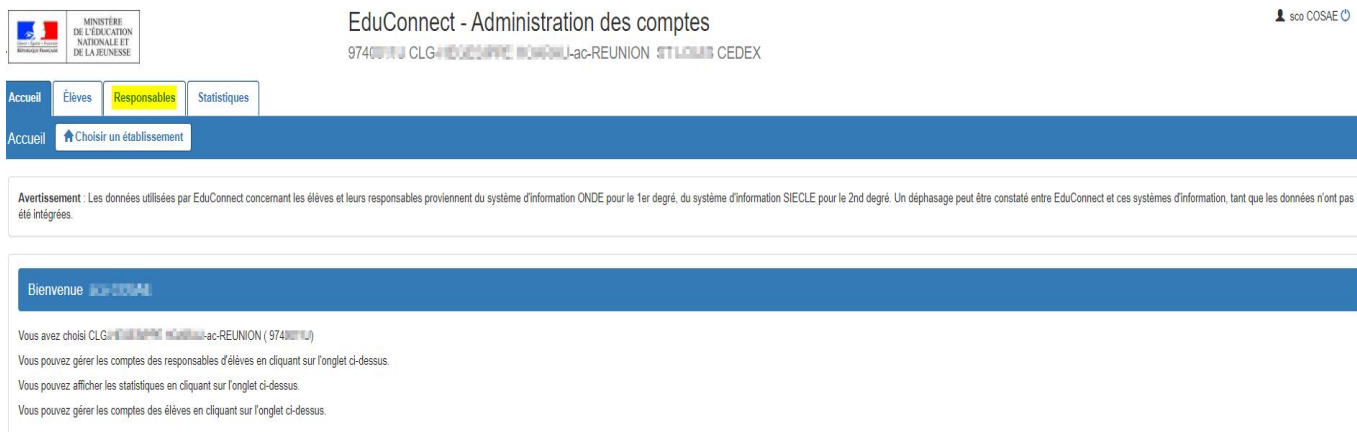 MINISTÈRE
DE L'ÉDUCATION
NATIONALE ET
DE LA JEUNESSE
EduConnect - Administration des comptes
sco COSAE
CLG -ac-REUNION CEDEX
Accueil Élèves Responsables Statistiques
Accueil Choisir un établissement
Avertissement : Les données utilisées par EduConnect concernant les élèves et leurs responsables proviennent du système d'information ONDE pour le 1er degré, du système d'information SIECLE pour le 2nd degré. Un déphasage peut être constaté entre EduConnect et ces systèmes d'information, tant que les données n'ont pas
été intégrées.
Bienvenue
Vous avez choisi CLG -ac-REUNION
Vous pouvez gérer les comptes des responsables d'élèves en cliquant sur l'onglet ci-dessus.
Vous pouvez afficher les statistiques en cliquant sur l'onglet ci-dessus.
Vous pouvez gérer les comptes des élèves en cliquant sur l'onglet ci-dessus.